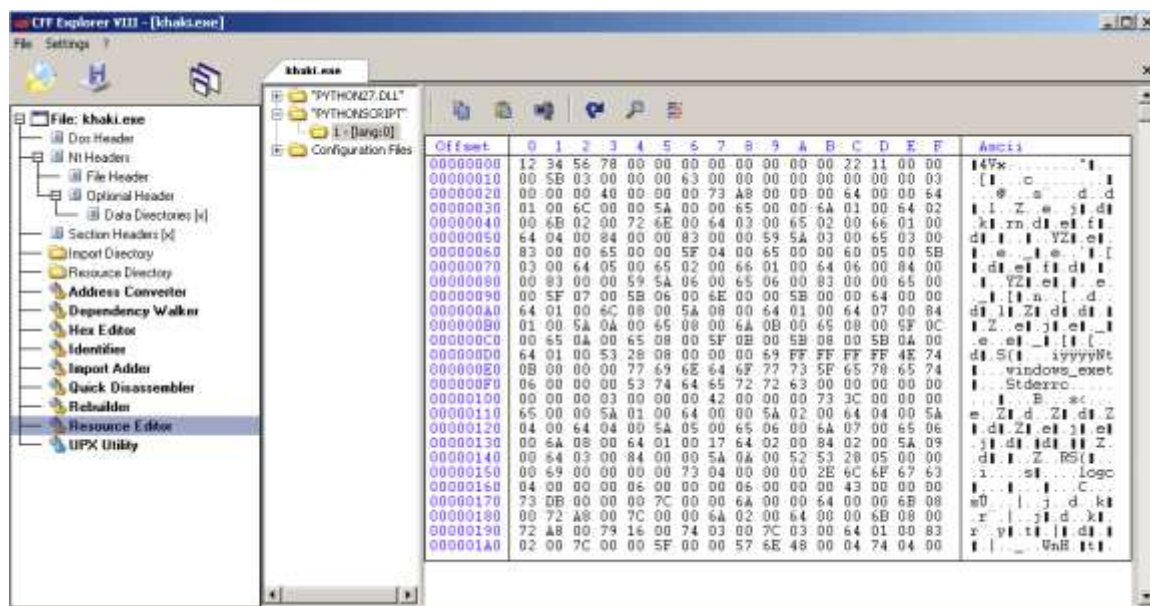 CFF Explorer VIII - [khaki.exe]
File Settings ?
khaki.exe
File: khaki.exe
Dos Header
Nt Headers
File Header
Optional Header
Data Directories [x]
Section Headers [x]
Import Directory
Resource Directory
Address Converter
Dependency Walker
Hex Editor
Identifier
Import Adder
Quick Disassembler
Rebuilder
Resource Editor
UPX Utility
"PYTHON27.DLL"
"PYTHONSCRIPT"
1 - [lang:0]
Configuration Files
Offset 0 1 2 3 4 5 6 7 8 9 A B C D E F Ascii
00000000 12 34 56 78 00 00 00 00 00 00 00 00 22 11 00 00
00000010 00 5B 03 00 00 00 63 00 00 00 00 00 00 00 00 03
00000020 00 00 00 40 00 00 00 73 A8 00 00 00 64 00 00 64
00000030 01 00 6C 00 00 5A 00 00 65 00 00 6A 01 00 64 02
00000040 00 6B 02 00 72 6E 00 64 03 00 65 02 00 66 01 00
00000050 64 04 00 84 00 00 83 00 00 59 5A 03 00 65 03 00
00000060 83 00 00 65 00 00 5F 04 00 65 00 00 60 05 00 5B
00000070 03 00 64 05 00 65 02 00 66 01 00 64 06 00 84 00
00000080 00 83 00 00 59 5A 06 00 65 06 00 83 00 00 65 00
00000090 00 5F 07 00 5B 06 00 6E 00 00 5B 00 00 64 00 00
000000A0 64 01 00 6C 08 00 5A 08 00 64 01 00 64 07 00 84
000000B0 01 00 5A 0A 00 65 08 00 6A 0B 00 65 08 00 5F 0C
000000C0 00 65 0A 00 65 08 00 5F 0B 00 5B 08 00 5B 0A 00
000000D0 64 01 00 53 28 08 00 00 00 69 FF FF FF FF 4E 74
000000E0 0B 00 00 00 77 69 6E 64 6F 77 73 5F 65 78 65 74 windows_exet
000000F0 06 00 00 00 53 74 64 65 72 72 63 00 00 00 00 00 Stderrc
00000100 00 00 00 03 00 00 00 42 00 00 00 73 3C 00 00 00
00000110 65 00 00 5A 01 00 64 00 00 5A 02 00 64 04 00 5A
00000120 04 00 64 04 00 5A 05 00 65 06 00 6A 07 00 65 06
00000130 00 6A 08 00 64 01 00 17 64 02 00 84 02 00 5A 09
00000140 00 64 03 00 84 00 00 5A 0A 00 52 53 28 05 00 00
00000150 00 69 00 00 00 00 73 04 00 00 00 2E 6C 6F 67 63
00000160 04 00 00 00 06 00 00 00 06 00 00 00 43 00 00 00
00000170 73 DB 00 00 00 7C 00 00 6A 00 00 64 00 00 6B 08
00000180 00 72 A8 00 7C 00 00 6A 02 00 64 00 00 6B 08 00
00000190 72 A8 00 79 16 00 74 03 00 7C 03 00 64 01 00 83
000001A0 02 00 7C 00 00 5F 00 00 57 6E 48 00 04 74 04 00